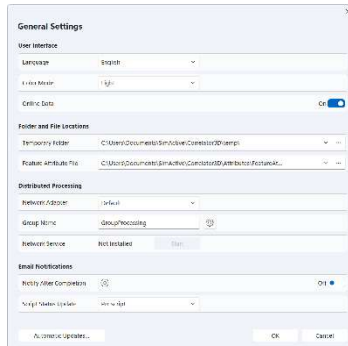 General Settings
User Interface
Language English
Color Mode Light
Online Data On
Folder and File Locations
Temporary Folder C:\Users\Documents\SimActive\Correlator3D\temp\
Feature Attribute File C:\Users\Documents\SimActive\Correlator3D\Attributes\FeatureAt...
Distributed Processing
Network Adapter Default
Group Name GroupProcessing
Network Service Not Installed
Email Notifications
Notify After Completion Off
Script Status Update Per script
Automatic Updates... OK Cancel